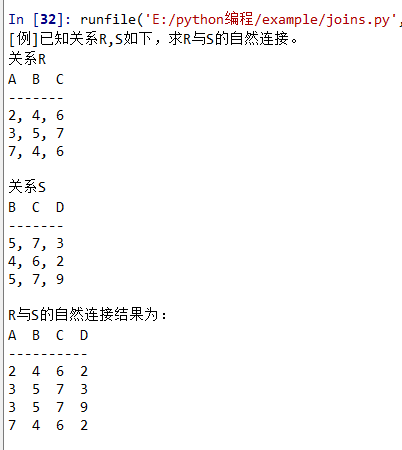 In [32]: runfile('E:/python编程/example/joins.py',
[例]已知关系R,S如下，求R与S的自然连接。
关系R
A  B  C
-------
2, 4, 6
3, 5, 7
7, 4, 6
关系S
B  C  D
-------
5, 7, 3
4, 6, 2
5, 7, 9
R与S的自然连接结果为：
A  B  C  D
----------
2  4  6  2
3  5  7  3
3  5  7  9
7  4  6  2